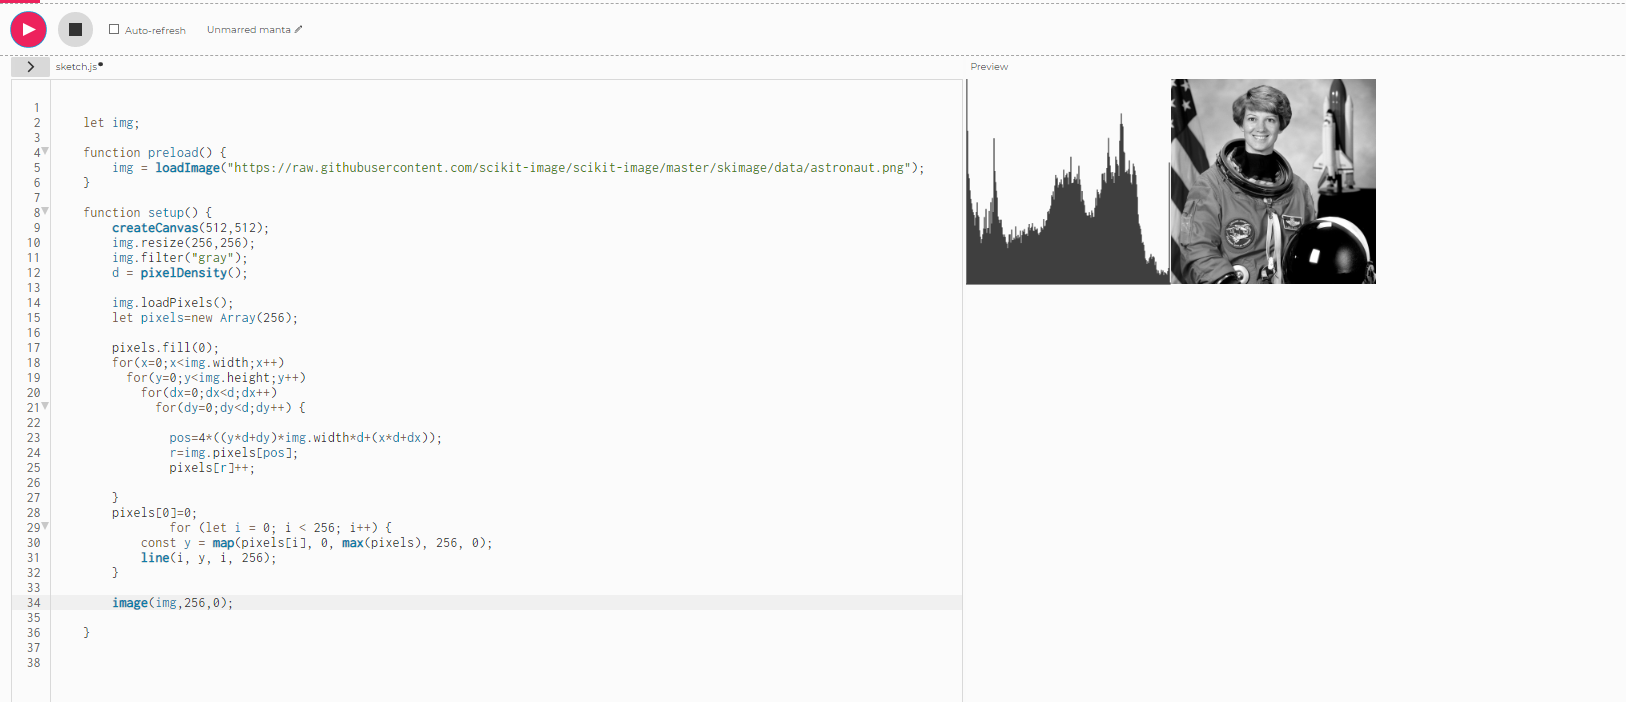 Auto-refresh
Unmarred manta
sketch.js
Preview
1
2 let img;
3
4 function preload() {
5 img = loadImage("https://raw.githubusercontent.com/scikit-image/scikit-image/master/skimage/data/astronaut.png");
6 }
7
8 function setup() {
9 createCanvas(512,512);
10 img.resize(256,256);
11 img.filter("gray");
12 d = pixelDensity();
13
14 img.loadPixels();
15 let pixels=new Array(256);
16
17 pixels.fill(0);
18 for(x=0;x<img.width;x++)
19 for(y=0;y<img.height;y++)
20 for(dx=0;dx<d;dx++)
21 for(dy=0;dy<d;dy++) {
22
23 pos=4*((y*d+dy)*img.width*d+(x*d+dx));
24 r=img.pixels[pos];
25 pixels[r]++;
26
27 }
28 pixels[0]=0;
29 for (let i = 0; i < 256; i++) {
30 const y = map(pixels[i], 0, max(pixels), 256, 0);
31 line(i, y, i, 256);
32 }
33
34 image(img,256,0);
35
36 }
37
38